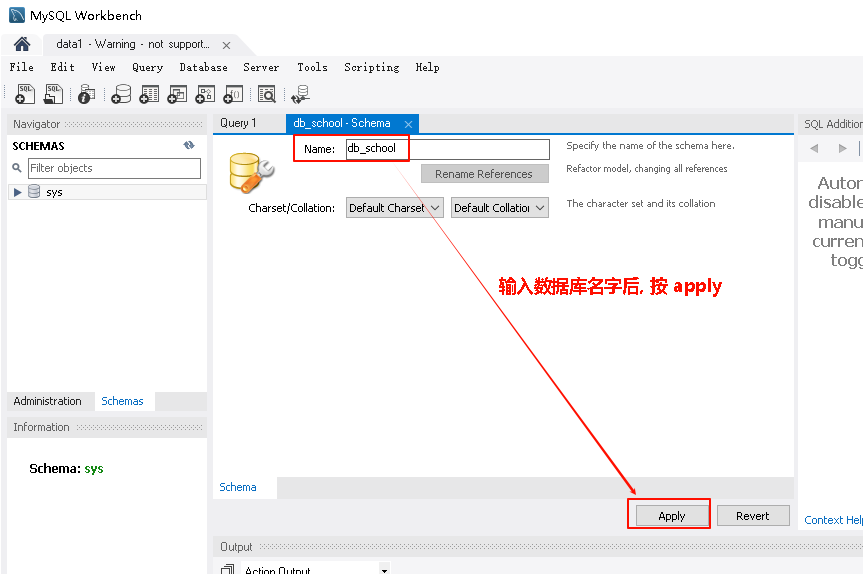 MySQL Workbench
data1 - Warning - not support...
File Edit View Query Database Server Tools Scripting Help
Navigator
SCHEMAS
Filter objects
sys
Administration Schemas
Information
Schema: sys
Query 1 db_school - Schema
Name: db_school
Specify the name of the schema here.
Rename References
Refactor model, changing all references
Charset/Collation: Default Charset Default Collation
The character set and its collation
输入数据库名字后, 按 apply
Schema
Apply Revert
Output
Action Output
SQL Addition
Autor
disable
manu
curren
togg
Context Help